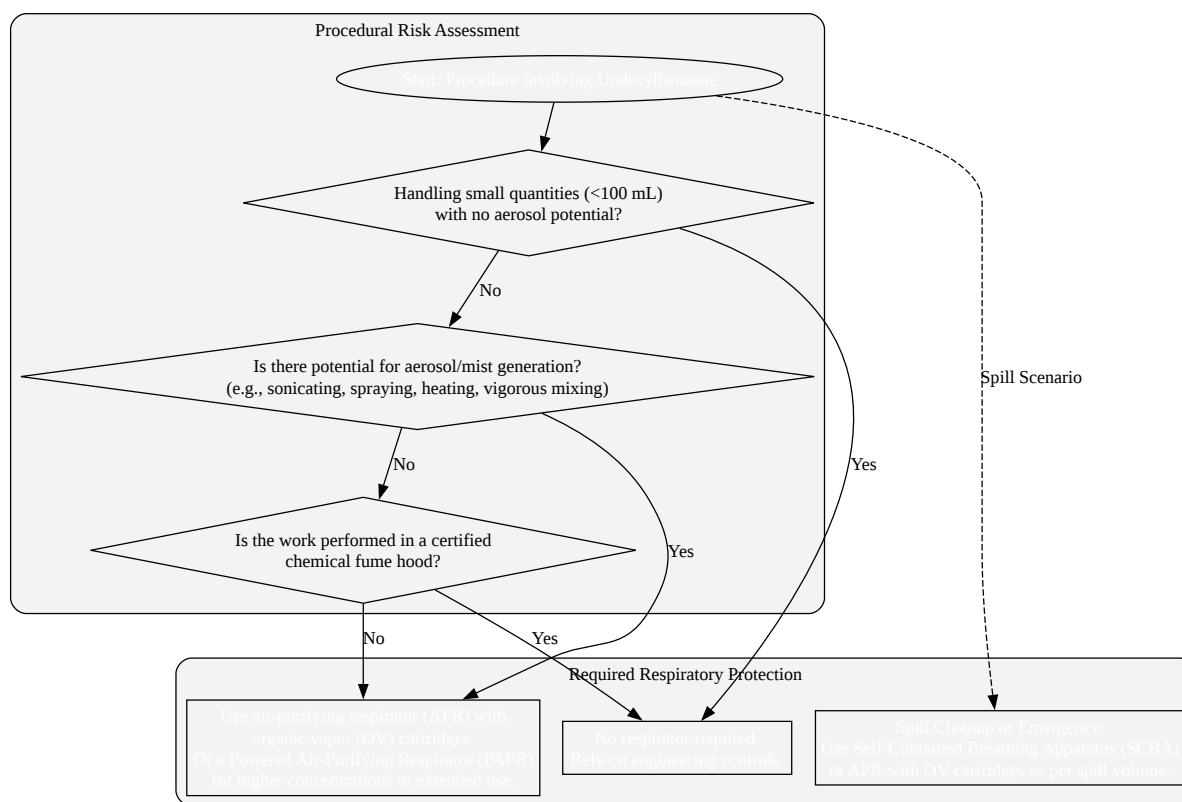 Procedural Risk Assessment
Start: Procedure involving Undecylbenzene
Handling small quantities (<100 mL)
with no aerosol potential?
No
Is there potential for aerosol/mist generation?
(e.g., sonicating, spraying, heating, vigorous mixing)
Spill Scenario
No
Yes
Is the work performed in a certified
chemical fume hood?
Yes
No
Yes
Required Respiratory Protection
Use air-purifying respirator (APR) with
organic vapor (OV) cartridges.
Or a Powered Air-Purifying Respirator (PAPR)
for higher concentrations or extended use.
No respirator required.
Rely on engineering controls.
Spill Cleanup or Emergency:
Use Self-Contained Breathing Apparatus (SCBA)
or APR with OV cartridges as per spill volume.